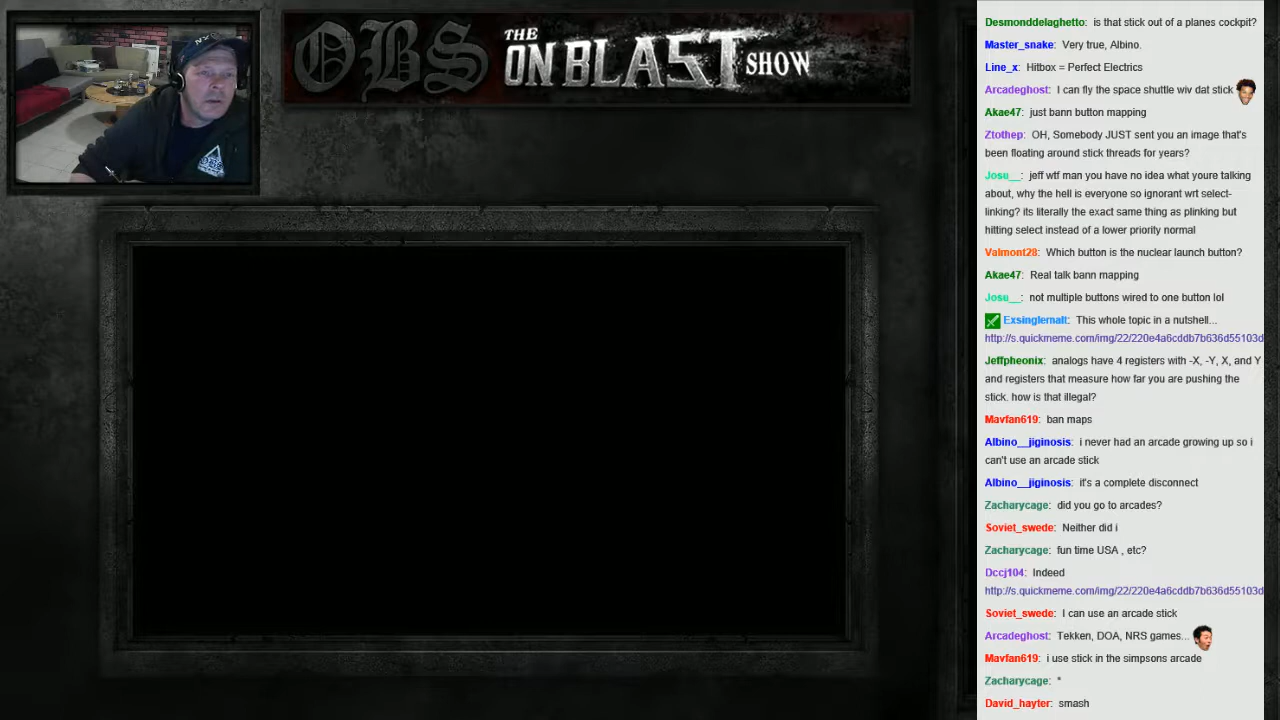 OBS THE
ON BLAST SHOW
Desmonddelaghetto: is that stick out of a planes cockpit?
Master_snake: Very true, Albino.
Line_x: Hitbox = Perfect Electrics
Arcadeghost: I can fly the space shuttle wiv dat stick
Akae47: just bann button mapping
Ztothep: OH, Somebody JUST sent you an image that's
been floating around stick threads for years?
Josu__: jeff wtf man you have no idea what youre talking
about, why the hell is everyone so ignorant wrt select-
linking? its literally the exact same thing as plinking but
hitting select instead of a lower priority normal
Valmont28: Which button is the nuclear launch button?
Akae47: Real talk bann mapping
Josu__: not multiple buttons wired to one button lol
Exsinglemalt: This whole topic in a nutshell...
http://s.quickmeme.com/img/22/220e4a6cddb7b636d55103d
Jeffpheonix: analogs have 4 registers with -X, -Y, X, and Y
and registers that measure how far you are pushing the
stick. how is that illegal?
Mavfan619: ban maps
Albino__jiginosis: i never had an arcade growing up so i
can't use an arcade stick
Albino__jiginosis: it's a complete disconnect
Zacharycage: did you go to arcades?
Soviet_swede: Neither did i
Zacharycage: fun time USA , etc?
Dccj104: Indeed
http://s.quickmeme.com/img/22/220e4a6cddb7b636d55103d
Soviet_swede: I can use an arcade stick
Arcadeghost: Tekken, DOA, NRS games...
Mavfan619: i use stick in the simpsons arcade
Zacharycage: *
David_hayter: smash